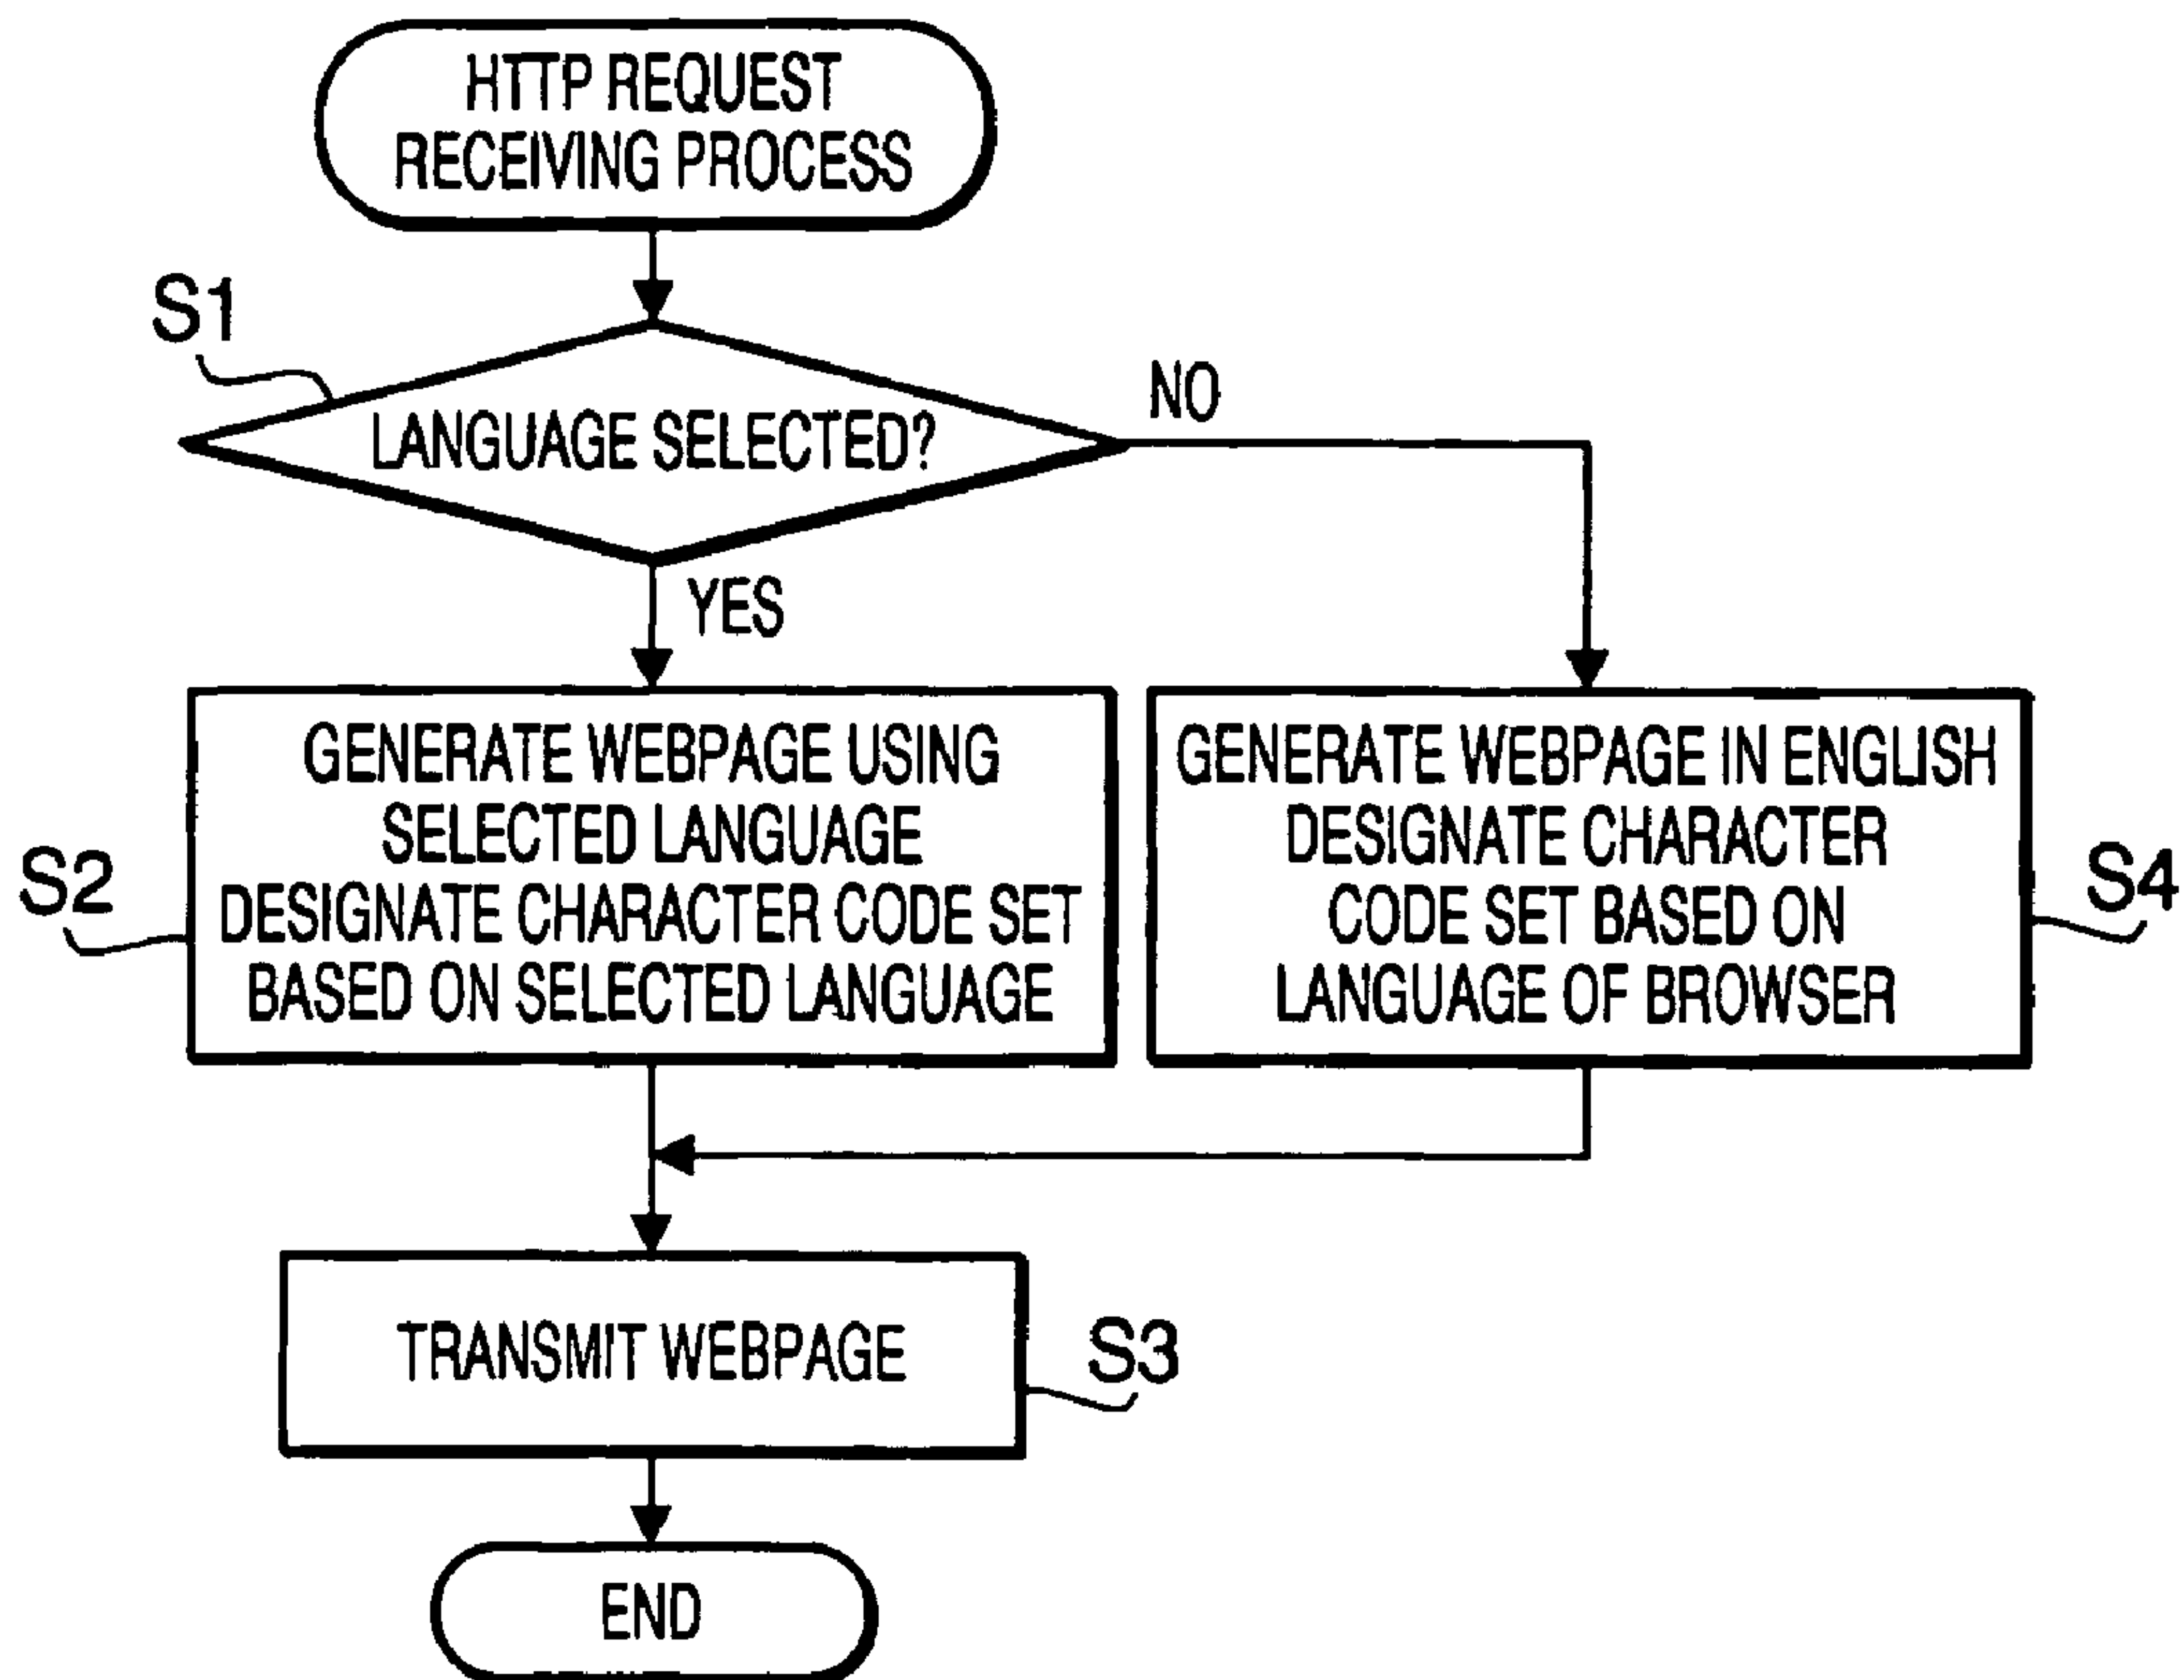 HTTP REQUEST
RECEIVING PROCESS
S1
LANGUAGE SELECTED?
NO
YES
GENERATE WEBPAGE USING
SELECTED LANGUAGE
DESIGNATE CHARACTER CODE SET
BASED ON SELECTED LANGUAGE
S2
GENERATE WEBPAGE IN ENGLISH
DESIGNATE CHARACTER
CODE SET BASED ON
LANGUAGE OF BROWSER
S4
TRANSMIT WEBPAGE
S3
END